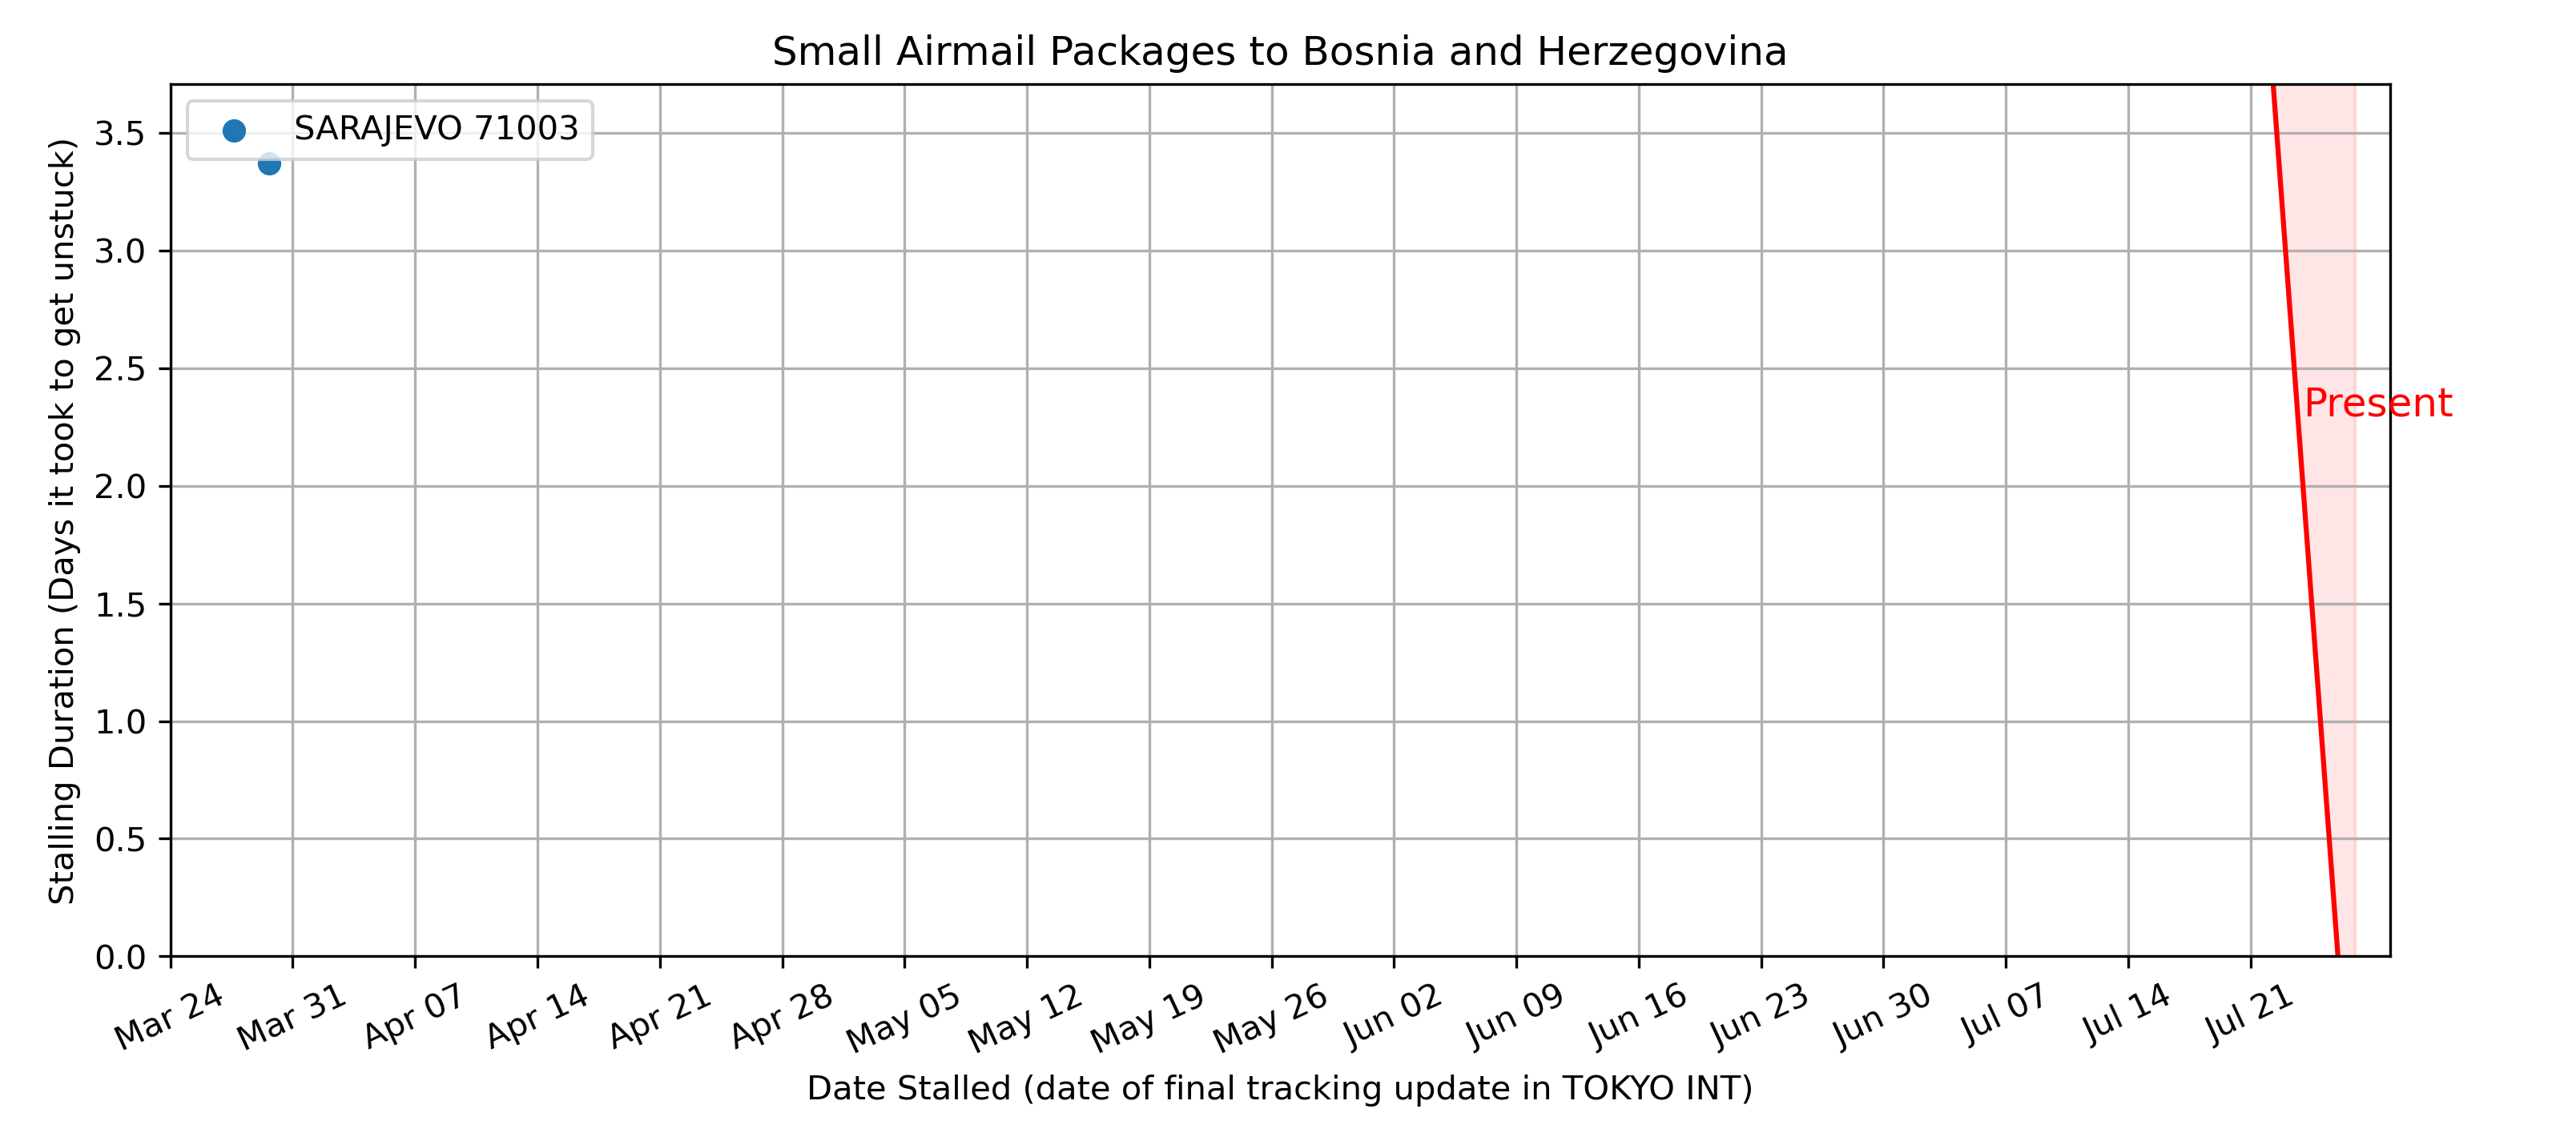 Small Airmail Packages to Bosnia and Herzegovina
SARAJEVO 71003
Stalling Duration (Days it took to get unstuck)
3.5
3.0
2.5
2.0
1.5
1.0
0.5
0.0
Present
Mar 24 Mar 31 Apr 07 Apr 14 Apr 21 Apr 28 May 05 May 12 May 19 May 26 Jun 02 Jun 09 Jun 16 Jun 23 Jun 30 Jul 07 Jul 14 Jul 21
Date Stalled (date of final tracking update in TOKYO INT)